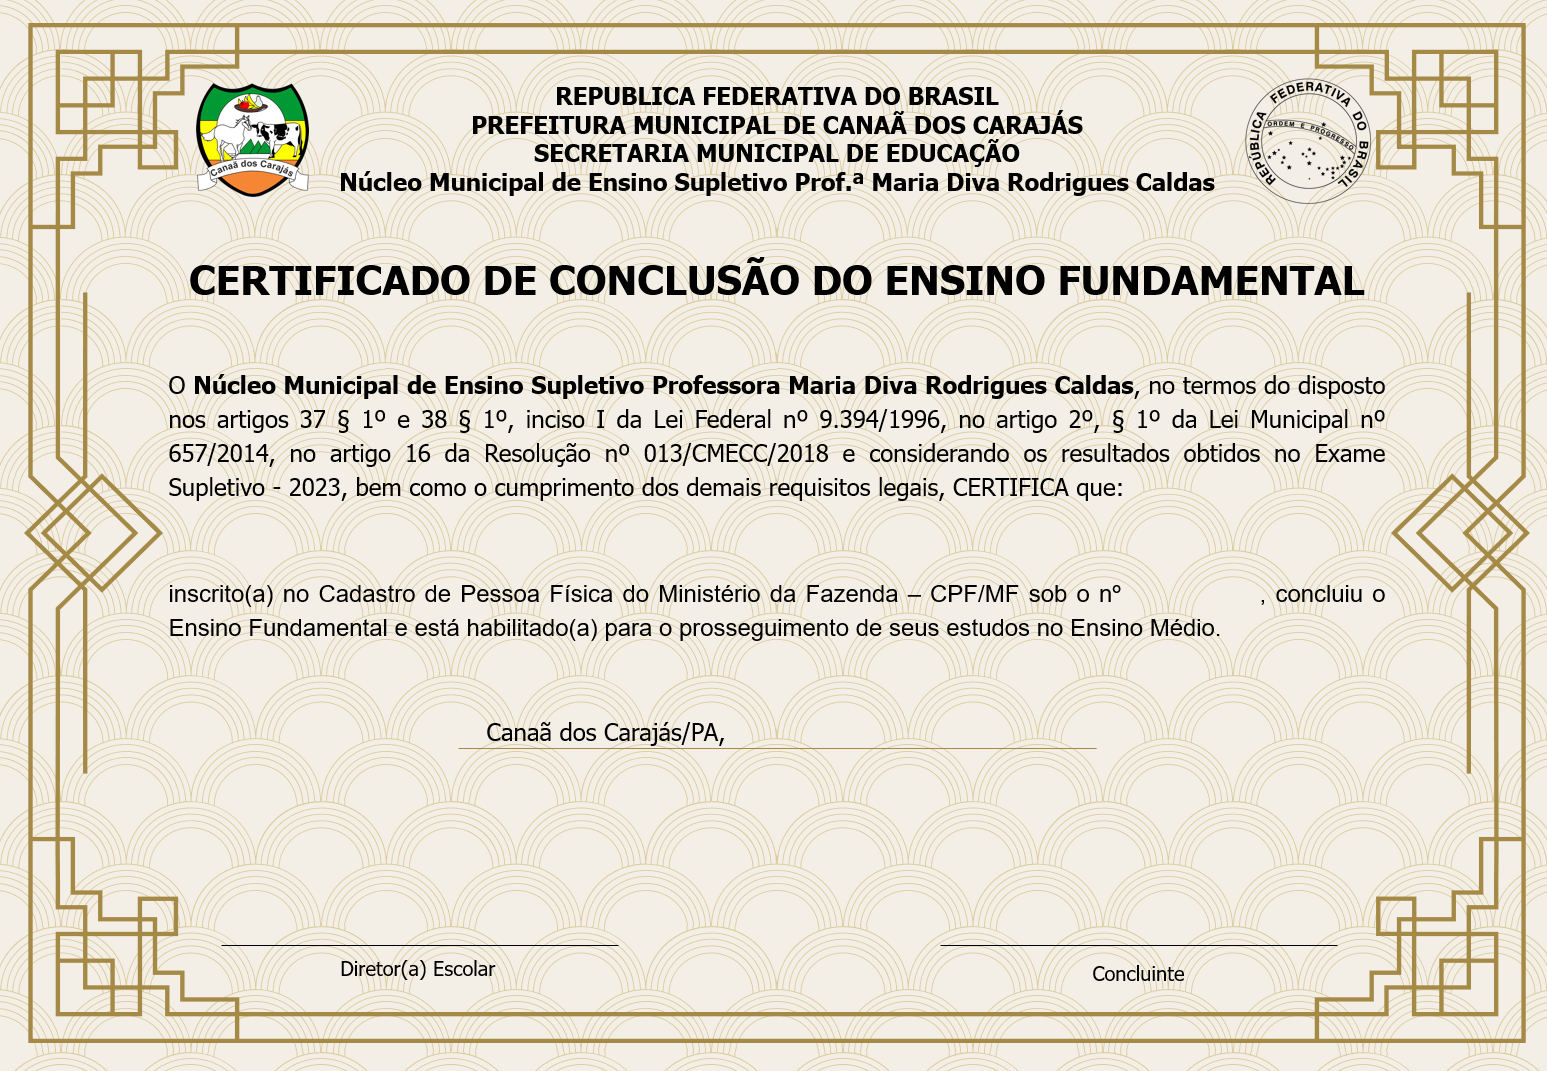 REPUBLICA FEDERATIVA DO BRASIL
PREFEITURA MUNICIPAL DE CANAÃ DOS CARAJÁS
SECRETARIA MUNICIPAL DE EDUCAÇÃO
Núcleo Municipal de Ensino Supletivo Prof.ª Maria Diva Rodrigues Caldas
Canaã dos Carajás
REPÚBLICA FEDERATIVA DO BRASIL
ORDEM E PROGRESSO
CERTIFICADO DE CONCLUSÃO DO ENSINO FUNDAMENTAL
O Núcleo Municipal de Ensino Supletivo Professora Maria Diva Rodrigues Caldas, no termos do disposto
nos artigos 37 § 1º e 38 § 1º, inciso I da Lei Federal nº 9.394/1996, no artigo 2º, § 1º da Lei Municipal nº
657/2014, no artigo 16 da Resolução nº 013/CMECC/2018 e considerando os resultados obtidos no Exame
Supletivo - 2023, bem como o cumprimento dos demais requisitos legais, CERTIFICA que:
inscrito(a) no Cadastro de Pessoa Física do Ministério da Fazenda – CPF/MF sob o nº , concluiu o
Ensino Fundamental e está habilitado(a) para o prosseguimento de seus estudos no Ensino Médio.
Canaã dos Carajás/PA,
Diretor(a) Escolar
Concluinte